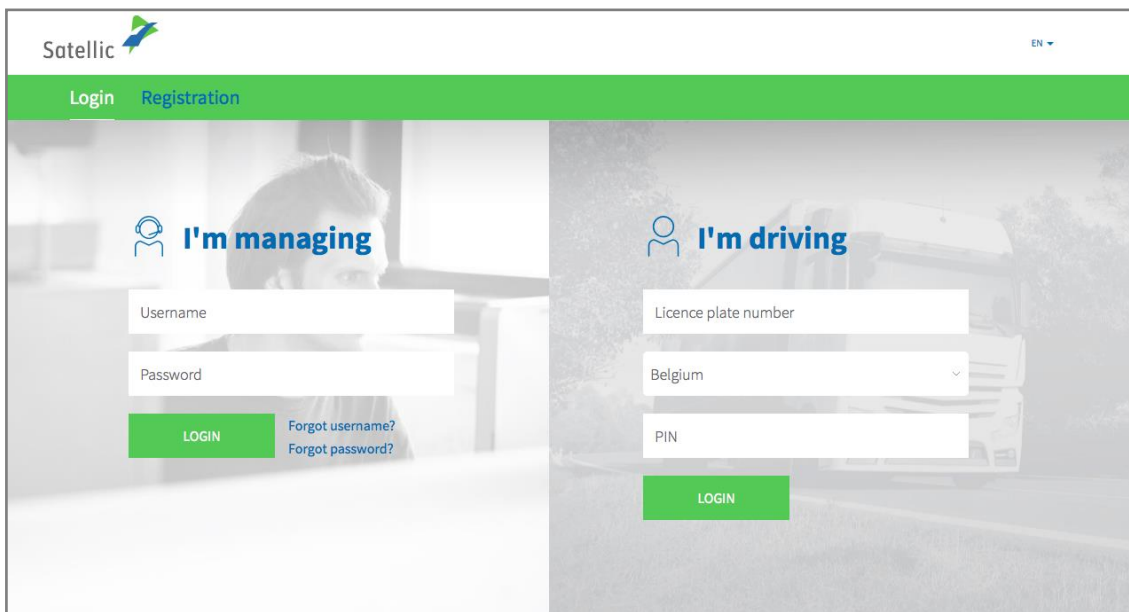 Satellic
EN
Login Registration
I'm managing
Username
Password
LOGIN
Forgot username?
Forgot password?
I'm driving
Licence plate number
Belgium
PIN
LOGIN